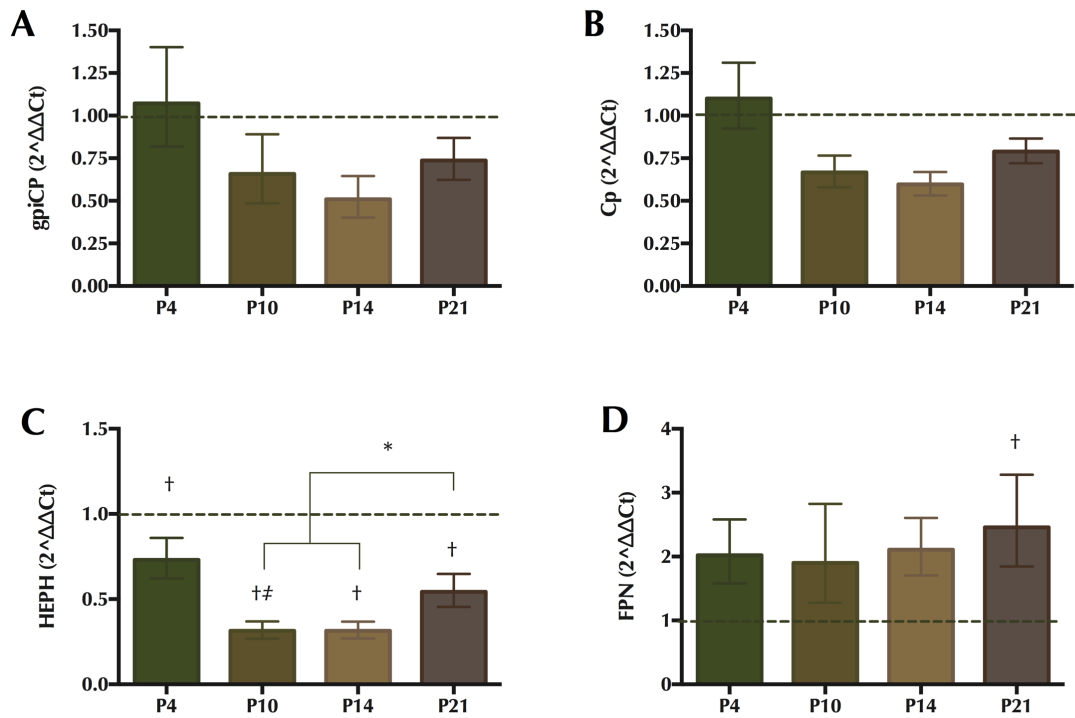 A
gpiCP (2^ΔΔCt)
1.50
1.25
1.00
0.75
0.50
0.25
0.00
P4 P10 P14 P21
B
Cp (2^ΔΔCt)
1.50
1.25
1.00
0.75
0.50
0.25
0.00
P4 P10 P14 P21
C
HEPH (2^ΔΔCt)
1.5
1.0
0.5
0.0
*
†
†≠ † †
P4 P10 P14 P21
D
FPN (2^ΔΔCt)
4
3
2
1
0
†
P4 P10 P14 P21